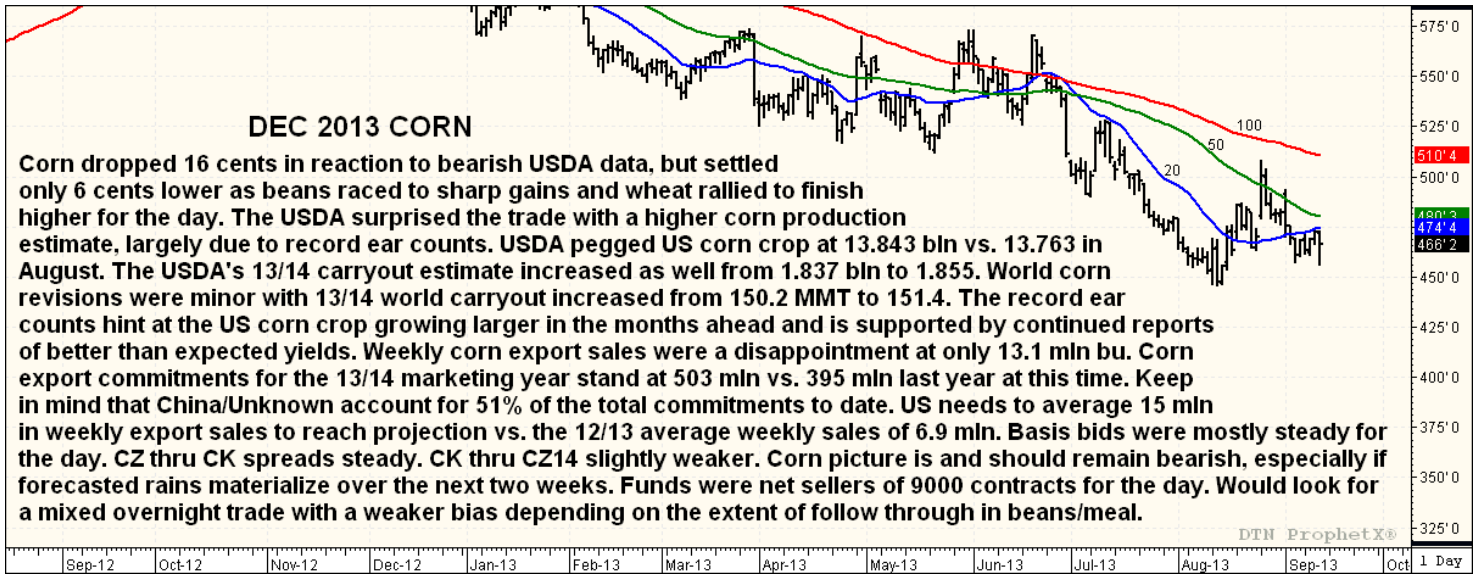 575'0
550'0
525'0
100
50
20
510'4
500'0
480'3
474'4
466'2
450'0
425'0
400'0
375'0
350'0
325'0
DEC 2013 CORN
Corn dropped 16 cents in reaction to bearish USDA data, but settled
only 6 cents lower as beans raced to sharp gains and wheat rallied to finish
higher for the day. The USDA surprised the trade with a higher corn production
estimate, largely due to record ear counts. USDA pegged US corn crop at 13.843 bln vs. 13.763 in
August. The USDA's 13/14 carryout estimate increased as well from 1.837 bln to 1.855. World corn
revisions were minor with 13/14 world carryout increased from 150.2 MMT to 151.4. The record ear
counts hint at the US corn crop growing larger in the months ahead and is supported by continued reports
of better than expected yields. Weekly corn export sales were a disappointment at only 13.1 mln bu. Corn
export commitments for the 13/14 marketing year stand at 503 mln vs. 395 mln last year at this time. Keep
in mind that China/Unknown account for 51% of the total commitments to date. US needs to average 15 mln
in weekly export sales to reach projection vs. the 12/13 average weekly sales of 6.9 mln. Basis bids were mostly steady for
the day. CZ thru CK spreads steady. CK thru CZ14 slightly weaker. Corn picture is and should remain bearish, especially if
forecasted rains materialize over the next two weeks. Funds were net sellers of 9000 contracts for the day. Would look for
a mixed overnight trade with a weaker bias depending on the extent of follow through in beans/meal.
DTN ProphetX®
Sep-12 Oct-12 Nov-12 Dec-12 Jan-13 Feb-13 Mar-13 Apr-13 May-13 Jun-13 Jul-13 Aug-13 Sep-13 Oct 1 Day